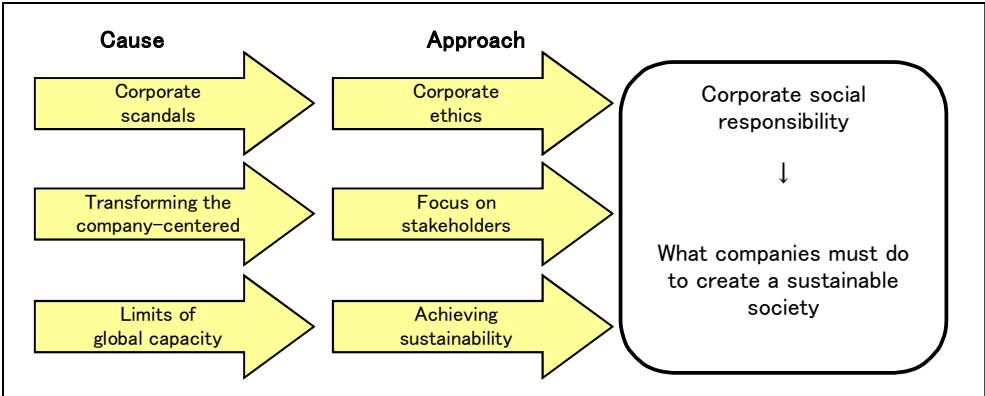 Cause
Approach
Corporate
scandals
Corporate
ethics
Transforming the
company-centered
Focus on
stakeholders
Limits of
global capacity
Achieving
sustainability
Corporate social
responsibility
↓
What companies must do
to create a sustainable
society